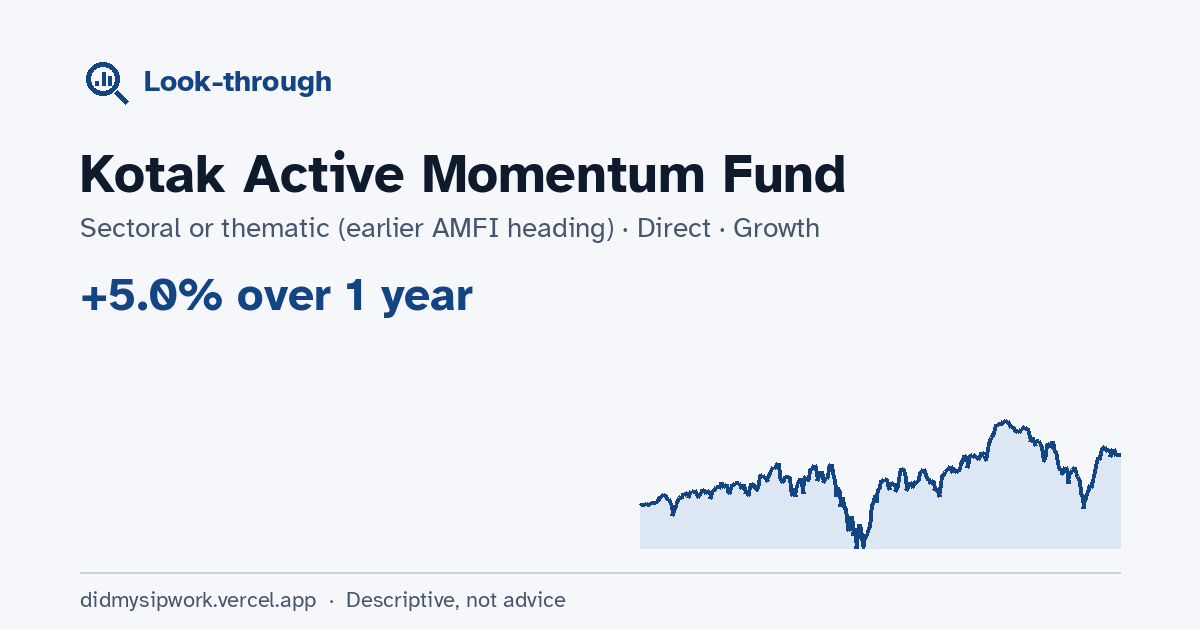 Look-through
Kotak Active Momentum Fund
Sectoral or thematic (earlier AMFI heading) · Direct · Growth
+5.0% over 1 year
didmysipwork.vercel.app · Descriptive, not advice